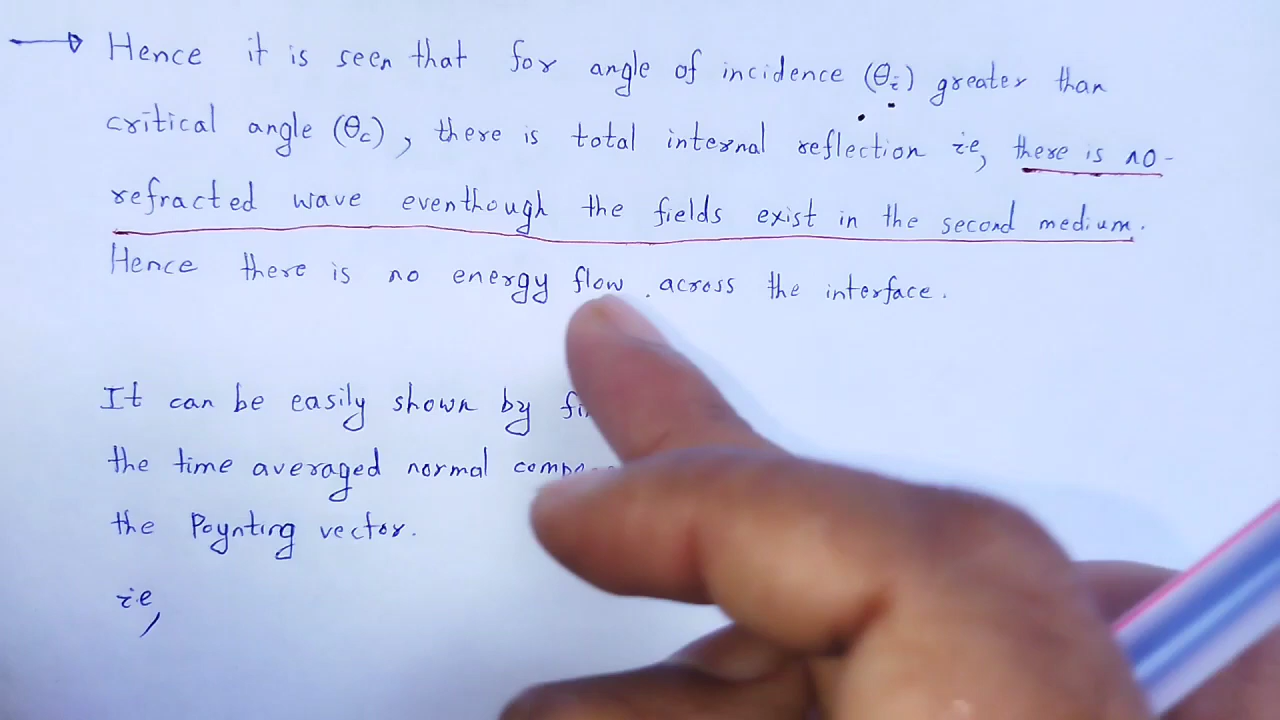 Hence it is seen that for angle of incidence (θi) greater than
critical angle (θc), there is total internal reflection ie, there is no-
refracted wave eventhough the fields exist in the second medium.
Hence there is no energy flow across the interface.
It can be easily shown by
the time averaged normal
the Poynting vector.
ie,